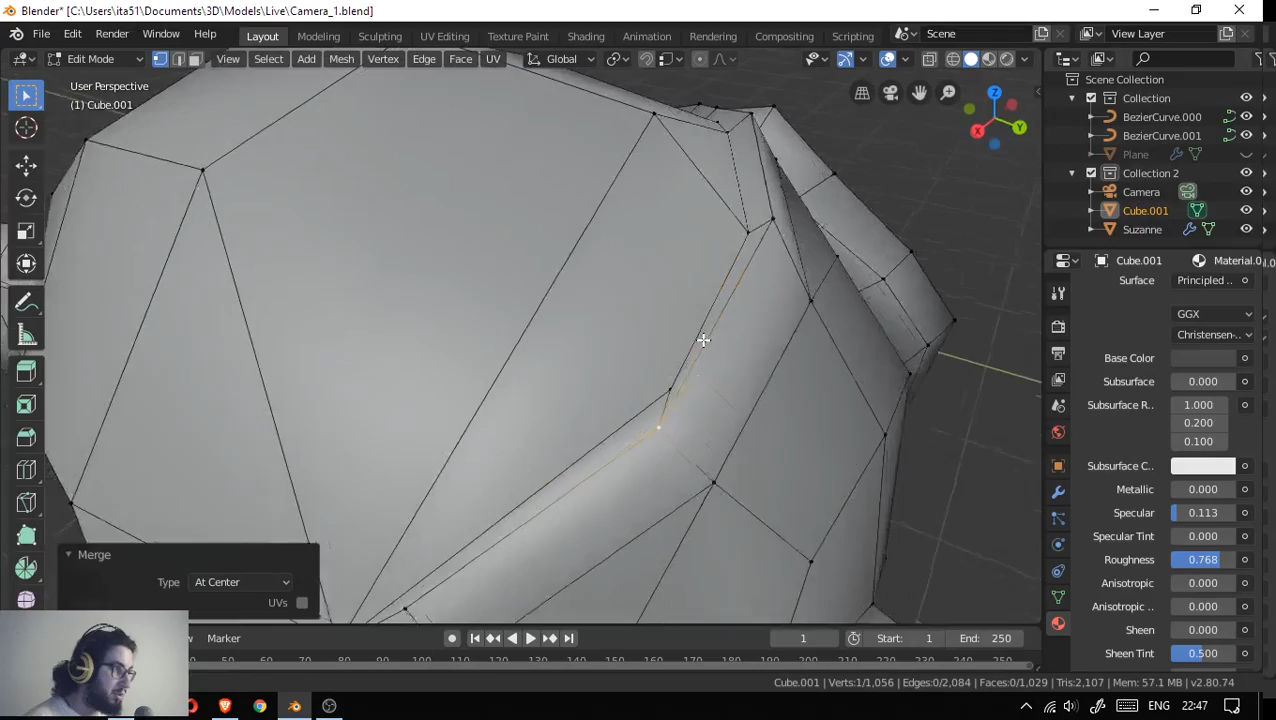 Blender* [C:\Users\ita51\Documents\3D\Models\Live\Camera_1.blend]
File Edit Render Window Help Layout Modeling Sculpting UV Editing Texture Paint Shading Animation Rendering Compositing Scripting Scene View Layer
Edit Mode View Select Add Mesh Vertex Edge Face UV Global
User Perspective
(1) Cube.001
Z
Y
X
Scene Collection
Collection
BezierCurve.000
BezierCurve.001
Plane
Collection 2
Camera
Cube.001
Suzanne
Cube.001 Material.0
Surface Principled ..
GGX
Christensen-..
Base Color
Subsurface 0.000
Subsurface R.. 1.000
0.200
0.100
Subsurface C..
Metallic 0.000
Specular 0.113
Specular Tint 0.000
Roughness 0.768
Anisotropic 0.000
Anisotropic .. 0.000
Sheen 0.000
Sheen Tint 0.500
Merge
Type At Center
UVs
Marker 1 Start: 1 End: 250
50 60 70 80 90 100 110 120 130 140 150 160 170 180 190 200 210 220 230 240 250
Cube.001 | Verts:1/1,056 | Edges:0/2,084 | Faces:0/1,029 | Tris:2,107 | Mem: 57.1 MB | v2.80.74
ENG 22:47